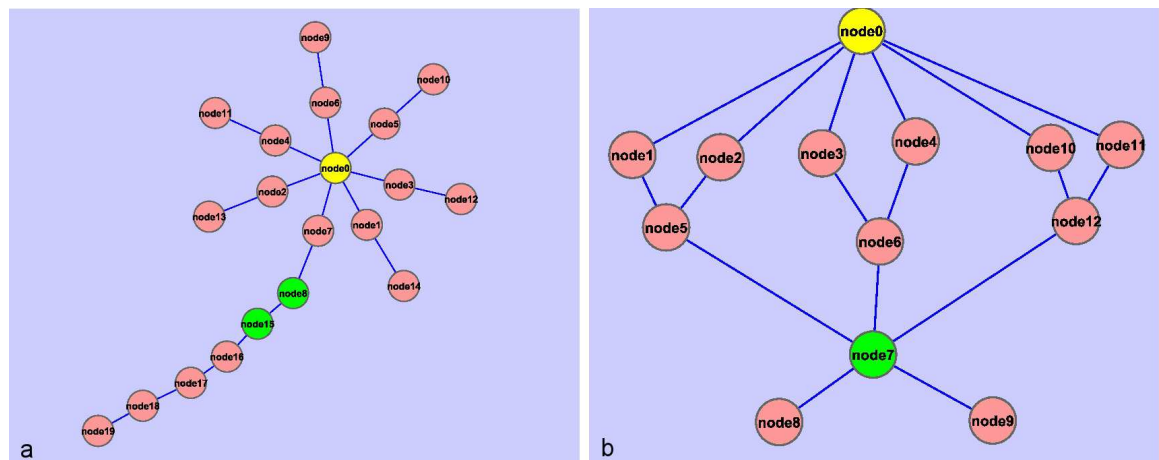 node9
node10
node6
node11
node5
node4
node0
node3
node2
node12
node13
node1
node7
node14
node8
node15
node16
node17
node18
node19
a
node0
node1
node2
node3
node4
node10
node11
node5
node6
node12
node7
node8
node9
b